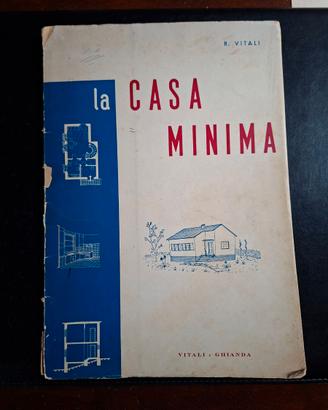 R. VITALI
la CASA
MINIMA
VITALI e GHIANDA